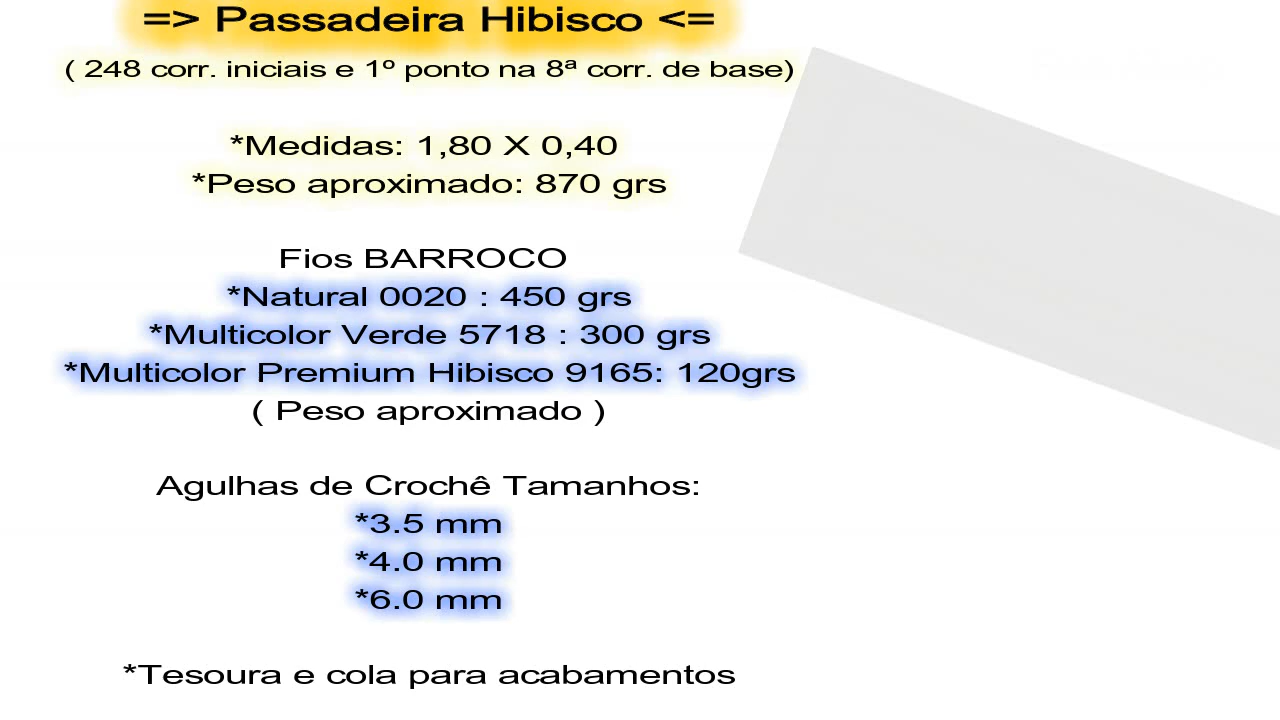 => Passadeira Hibisco <=
( 248 corr. iniciais e 1º ponto na 8ª corr. de base)
*Medidas: 1,80 X 0,40
*Peso aproximado: 870 grs
Fios BARROCO
*Natural 0020 : 450 grs
*Multicolor Verde 5718 : 300 grs
*Multicolor Premium Hibisco 9165: 120grs
( Peso aproximado )
Agulhas de Crochê Tamanhos:
*3.5 mm
*4.0 mm
*6.0 mm
*Tesoura e cola para acabamentos